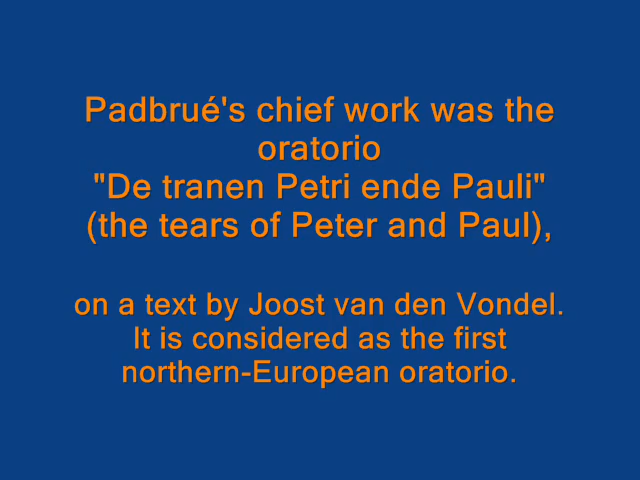 Padbrué's chief work was the
oratorio
"De tranen Petri ende Pauli"
(the tears of Peter and Paul),
on a text by Joost van den Vondel.
It is considered as the first
northern-European oratorio.